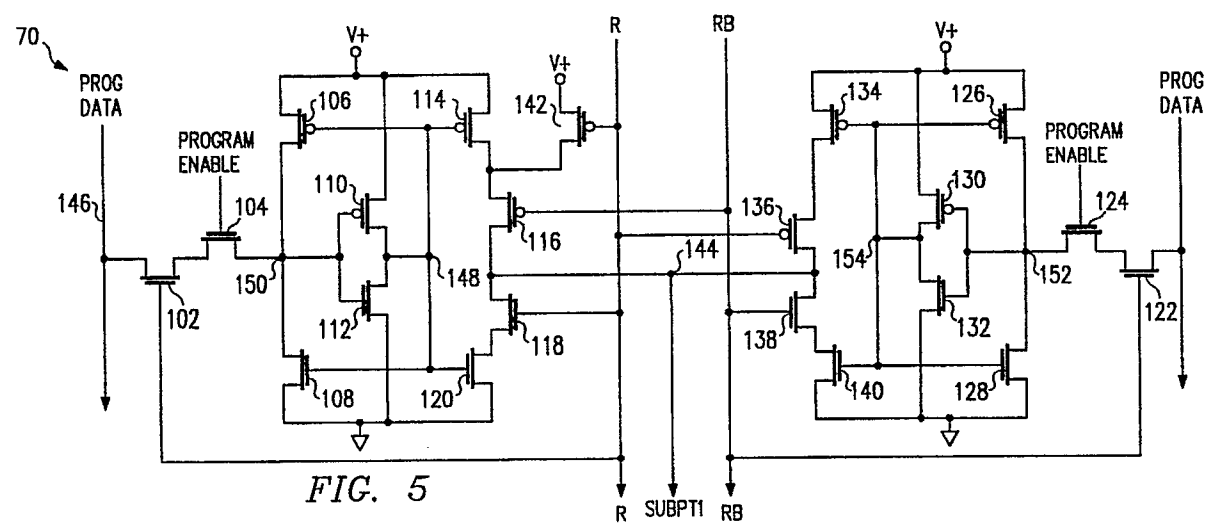 70
PROG
DATA
PROGRAM
ENABLE
146
104
102
150
V+
106
114
V+
142
110
112
148
116
118
108
120
R
RB
144
136
138
V+
134
126
130
154
152
132
140
128
PROGRAM
ENABLE
124
122
PROG
DATA
FIG. 5
R
SUBPT1
RB